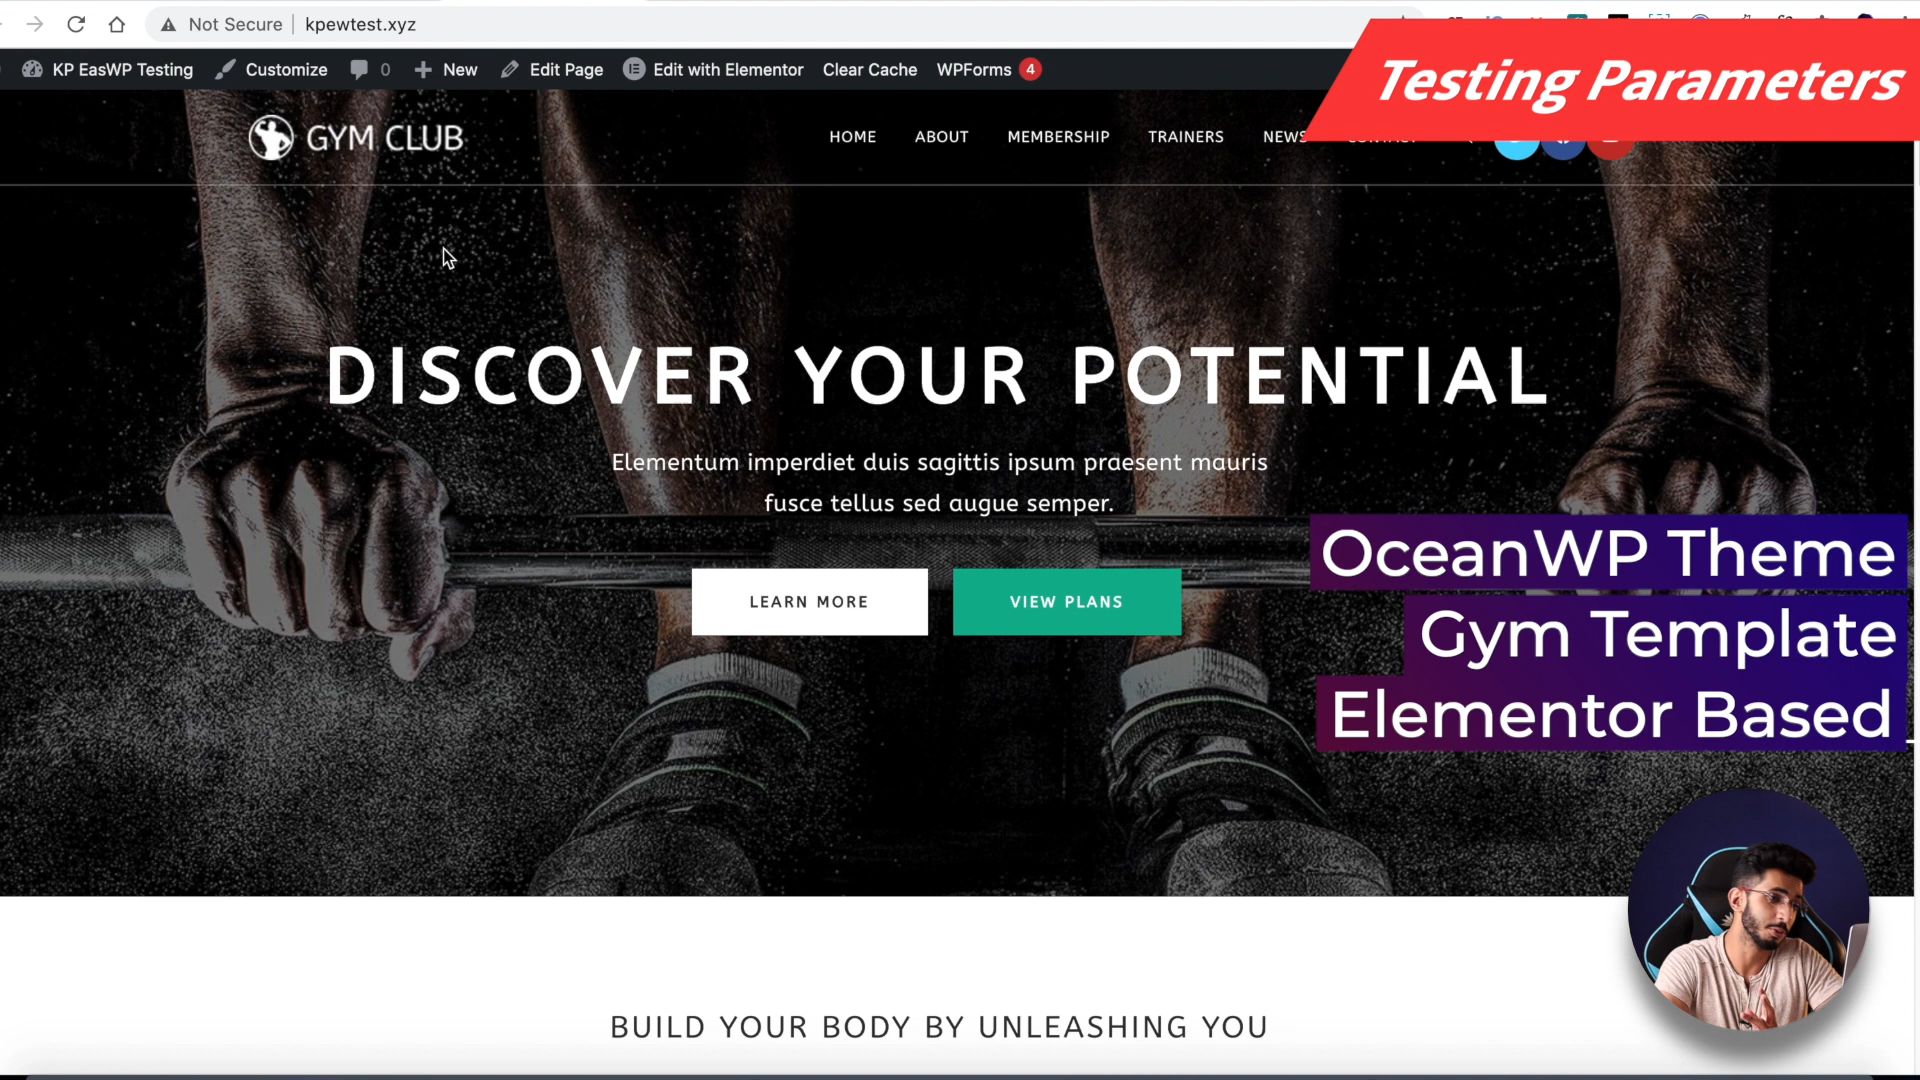 Not Secure kpewtest.xyz
KP EasWP Testing Customize 0 New Edit Page Edit with Elementor Clear Cache WPForms 4
Testing Parameters
GYM CLUB HOME ABOUT MEMBERSHIP TRAINERS NEWS CONTACT
DISCOVER YOUR POTENTIAL
Elementum imperdiet duis sagittis ipsum praesent mauris
fusce tellus sed augue semper.
LEARN MORE VIEW PLANS
OceanWP Theme
Gym Template
Elementor Based
BUILD YOUR BODY BY UNLEASHING YOU